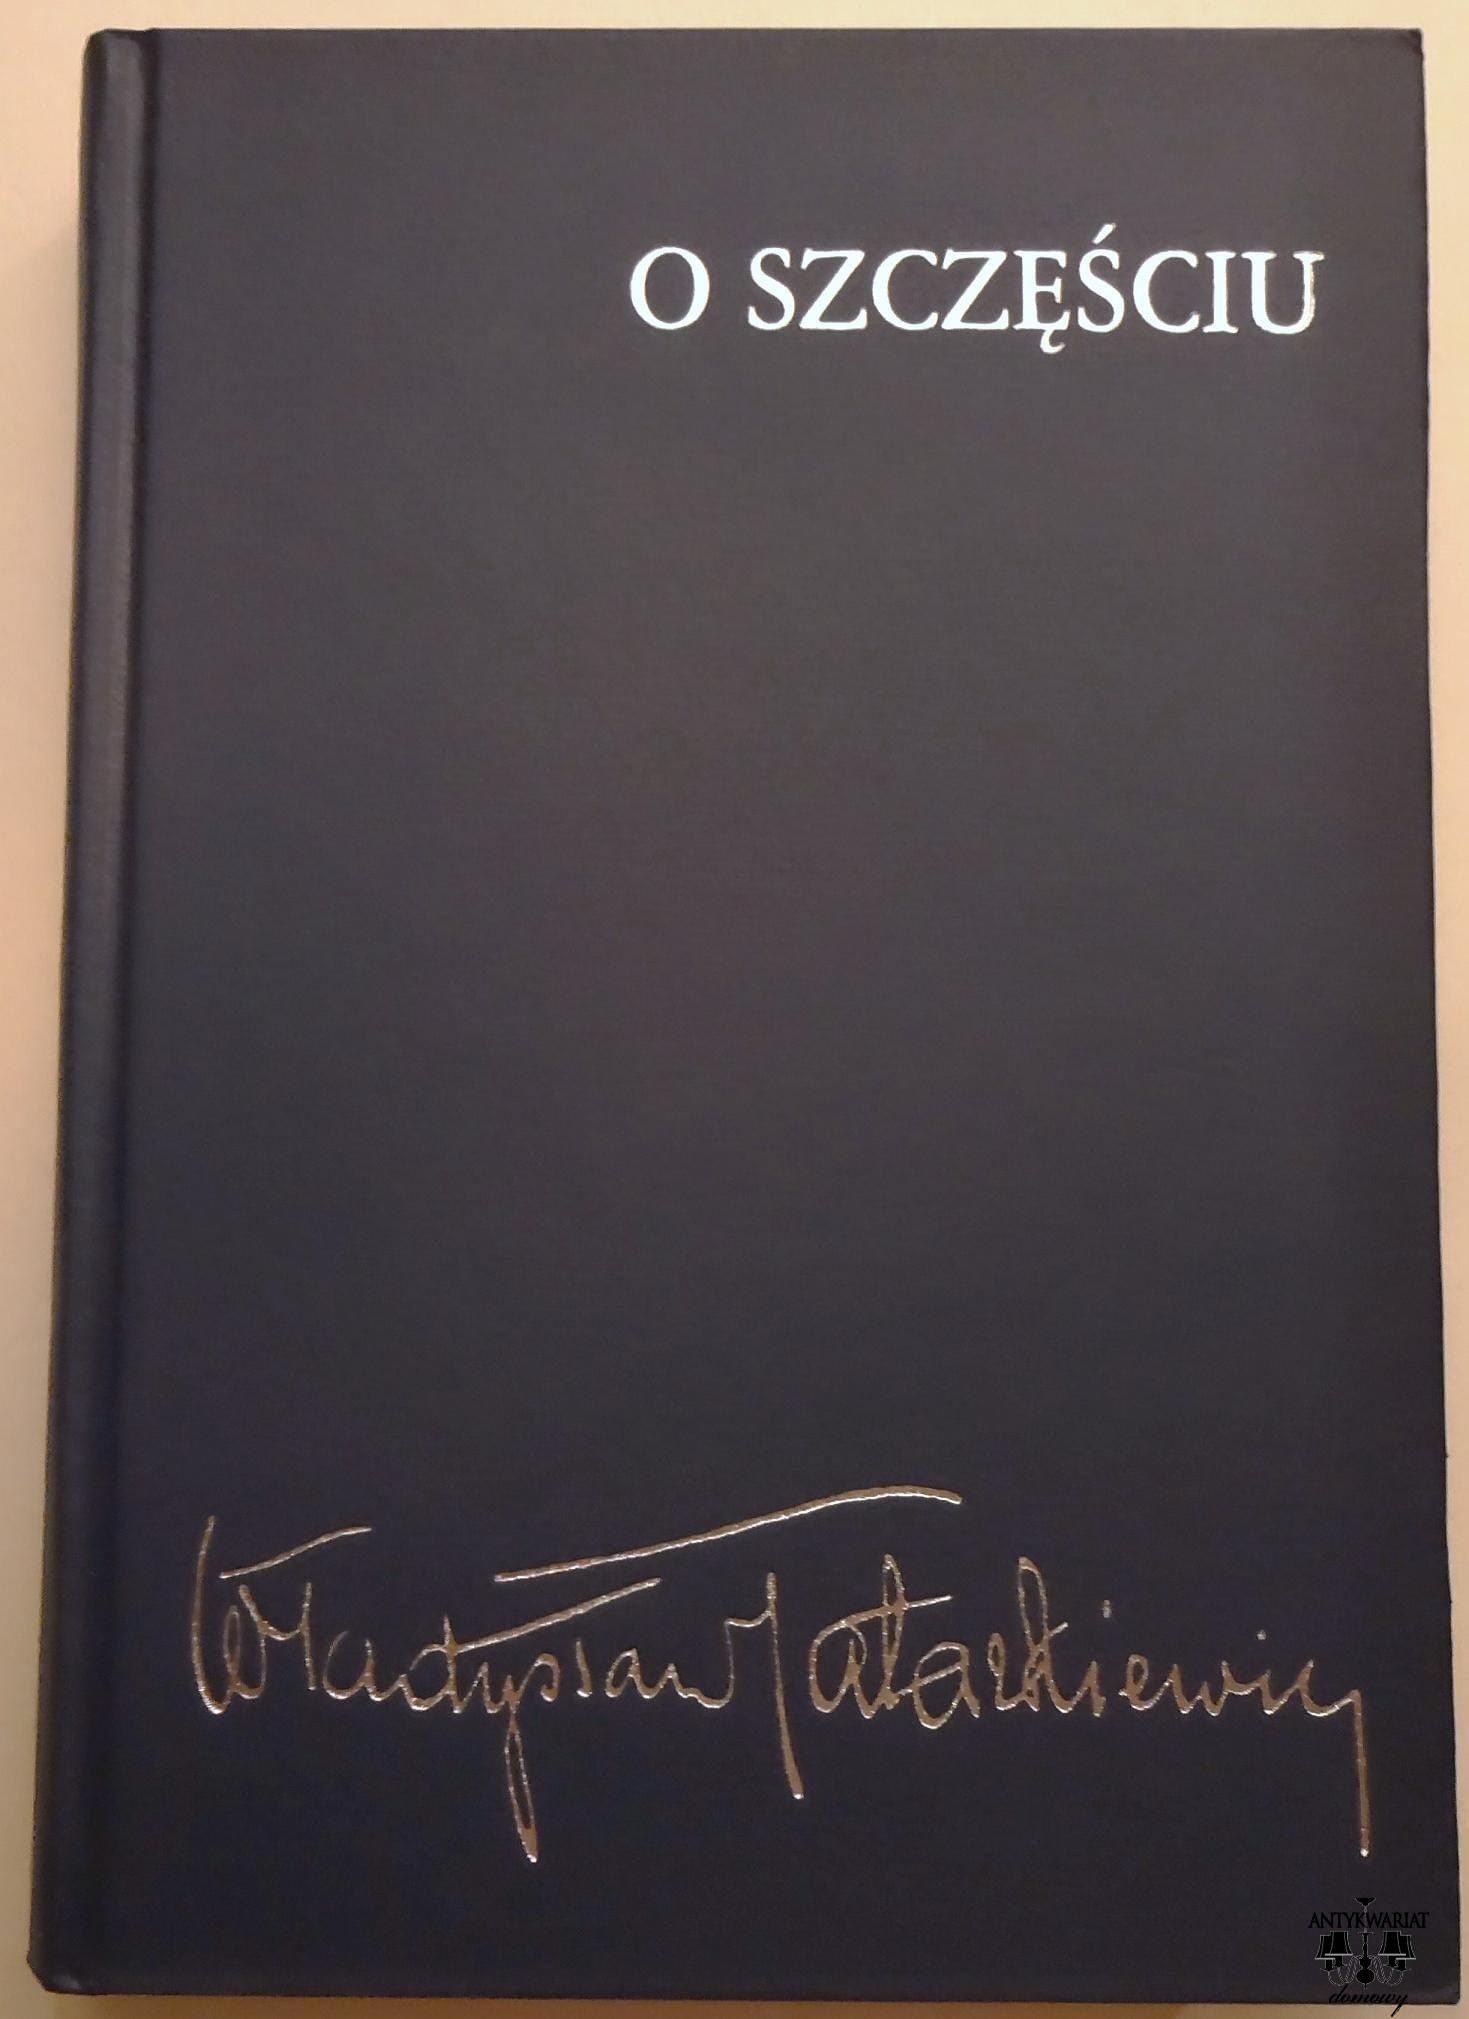 O SZCZĘŚCIU
Władysław Tatarkiewicz
ANTYKWARIAT
domowy